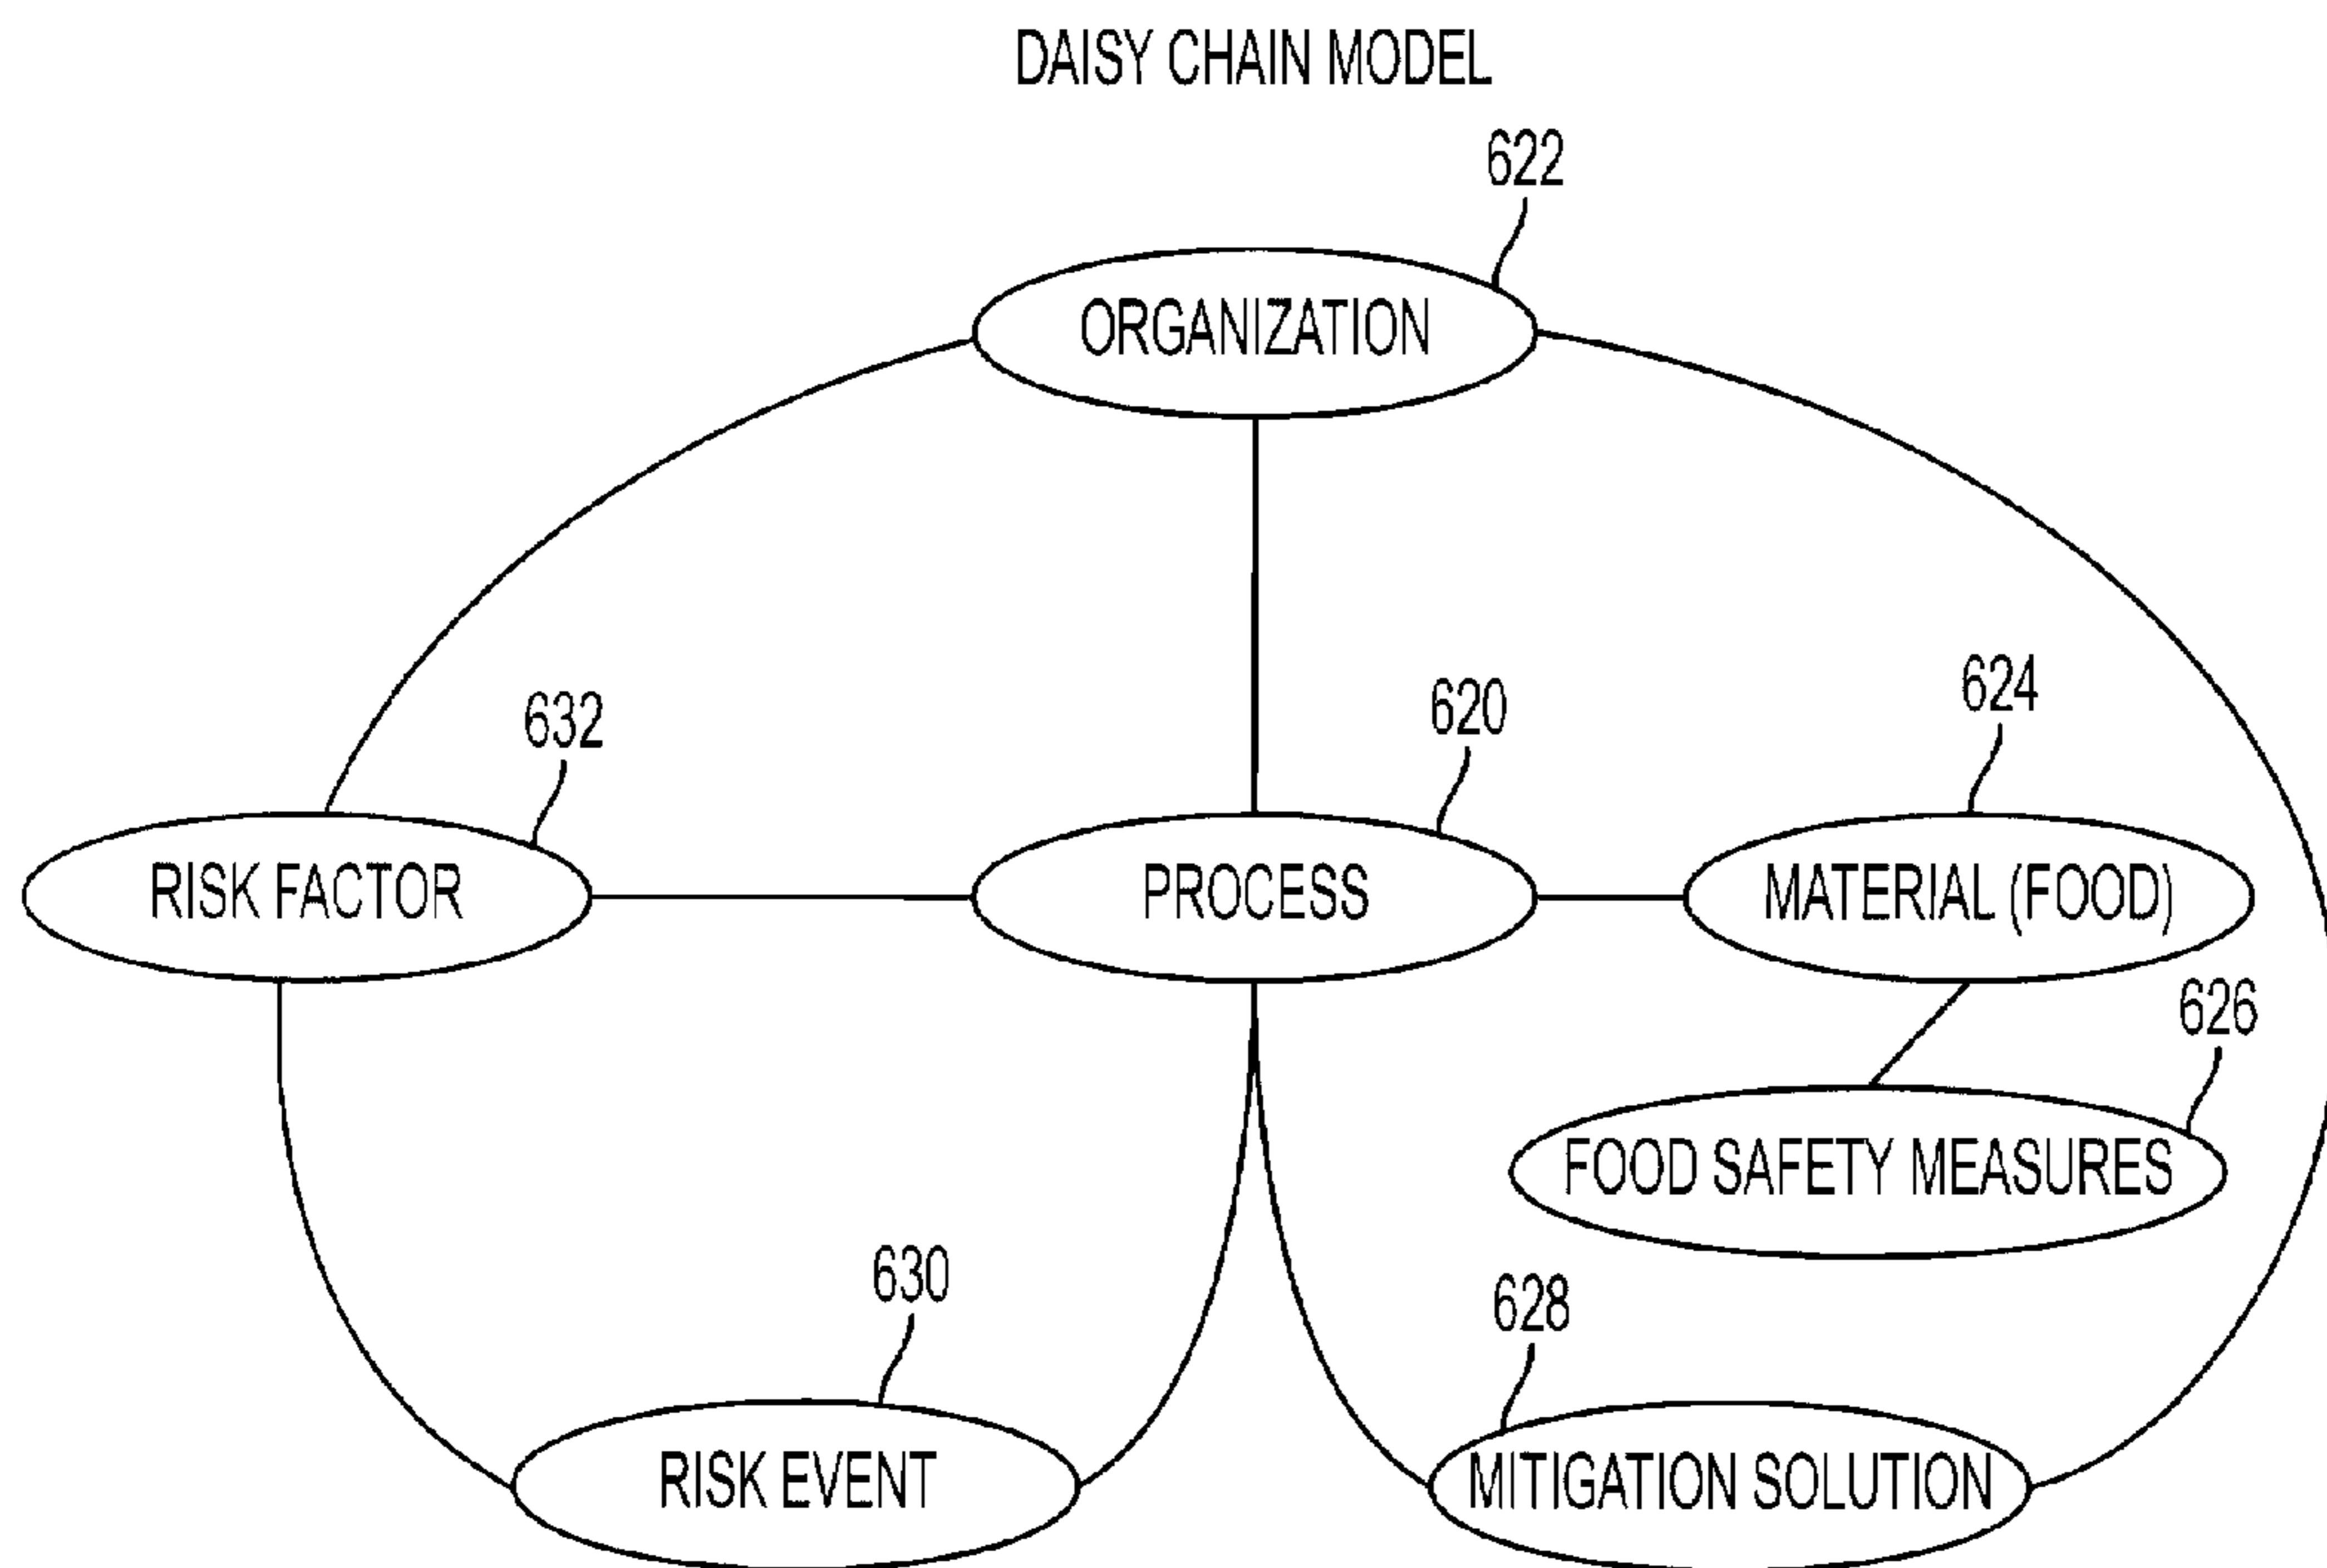 DAISY CHAIN MODEL
622
ORGANIZATION
632
620
624
RISK FACTOR
PROCESS
MATERIAL (FOOD)
626
FOOD SAFETY MEASURES
630
628
RISK EVENT
MITIGATION SOLUTION